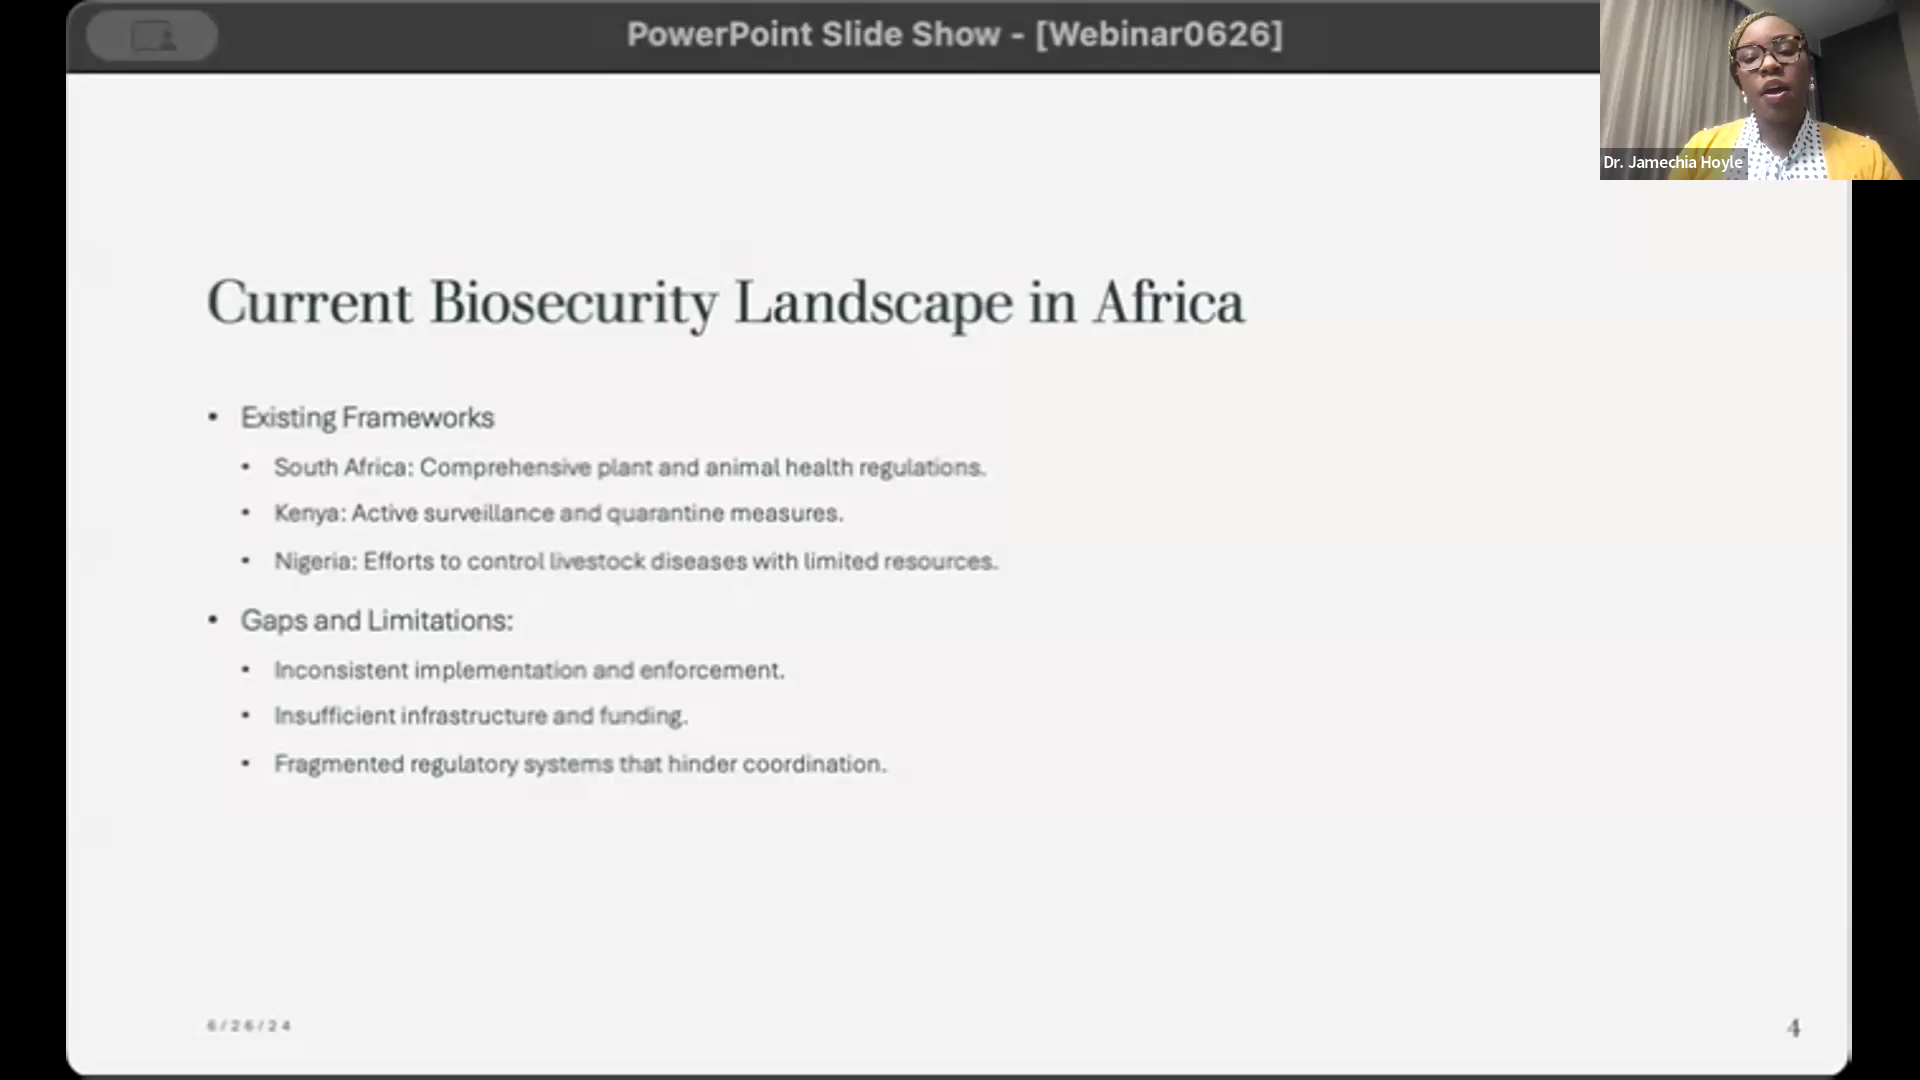 PowerPoint Slide Show - [Webinar0626]
Dr. Jamechia Hoyle
Current Biosecurity Landscape in Africa
• Existing Frameworks
• South Africa: Comprehensive plant and animal health regulations.
• Kenya: Active surveillance and quarantine measures.
• Nigeria: Efforts to control livestock diseases with limited resources.
• Gaps and Limitations:
• Inconsistent implementation and enforcement.
• Insufficient infrastructure and funding.
• Fragmented regulatory systems that hinder coordination.
6/26/24
4